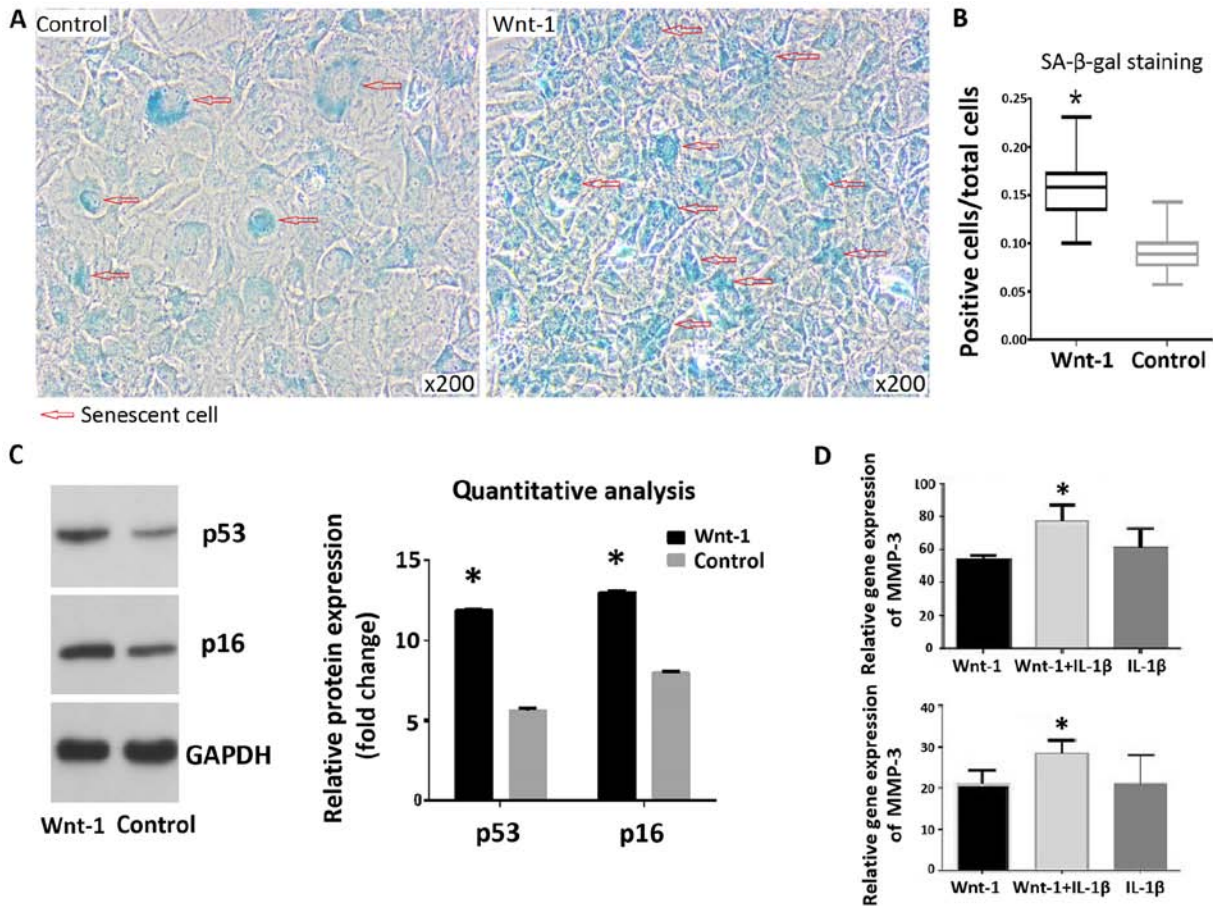 A
Control
x200
Wnt-1
x200
Senescent cell
B
SA-β-gal staining
Positive cells/total cells
0.25
0.20
0.15
0.10
0.05
0.00
*
Wnt-1
Control
C
p53
p16
GAPDH
Wnt-1 Control
Quantitative analysis
Relative protein expression
(fold change)
15
10
5
0
*
*
Wnt-1
Control
p53
p16
D
Relative gene expression
of MMP-3
100
80
60
40
20
0
*
Wnt-1 Wnt-1+IL-1β IL-1β
Relative gene expression
of MMP-3
40
30
20
10
0
*
Wnt-1 Wnt-1+IL-1β IL-1β